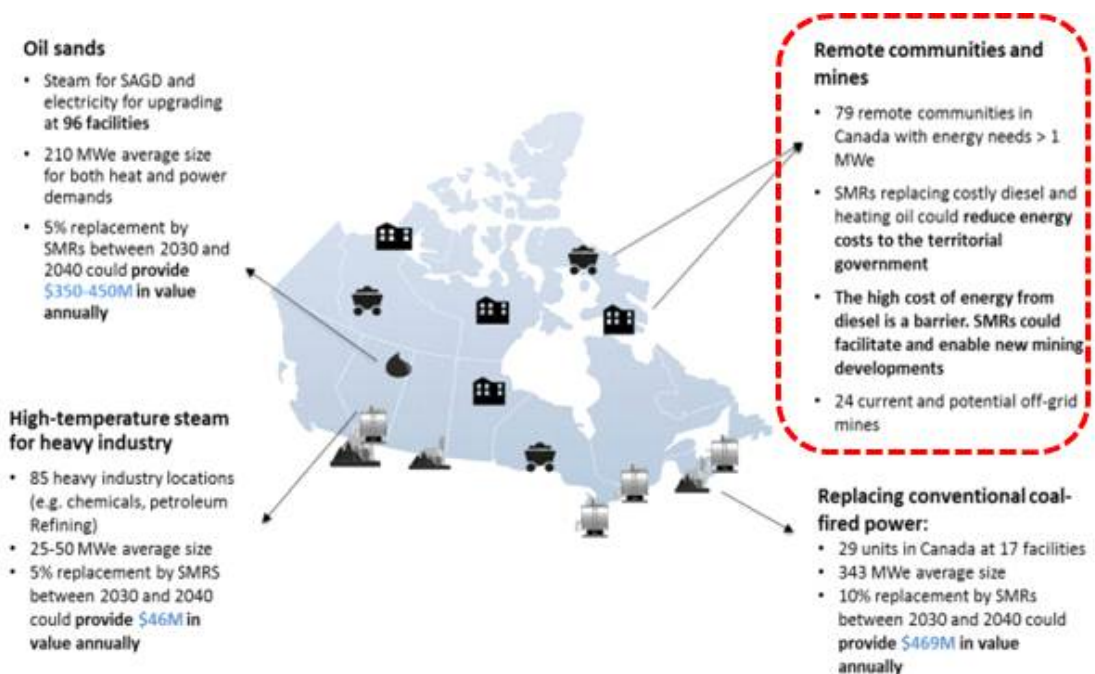 Oil sands
• Steam for SAGD and
electricity for upgrading
at 96 facilities
• 210 MWe average size
for both heat and power
demands
• 5% replacement by
SMRs between 2030 and
2040 could provide
$350-450M in value
annually
High-temperature steam
for heavy industry
• 85 heavy industry locations
(e.g. chemicals, petroleum
Refining)
• 25-50 MWe average size
• 5% replacement by SMRS
between 2030 and 2040
could provide $46M in
value annually
Remote communities and
mines
• 79 remote communities in
Canada with energy needs > 1
MWe
• SMRs replacing costly diesel and
heating oil could reduce energy
costs to the territorial
government
• The high cost of energy from
diesel is a barrier. SMRs could
facilitate and enable new mining
developments
• 24 current and potential off-grid
mines
Replacing conventional coal-
fired power:
• 29 units in Canada at 17 facilities
• 343 MWe average size
• 10% replacement by SMRs
between 2030 and 2040 could
provide $469M in value
annually